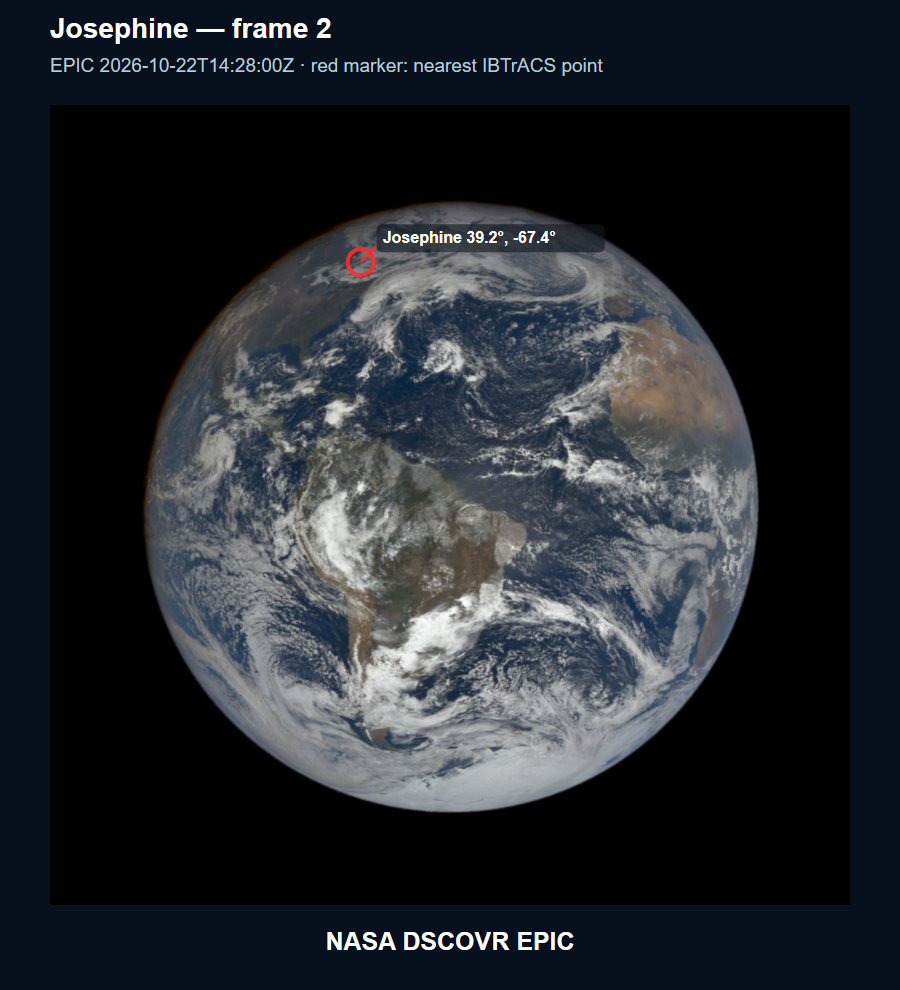 Josephine — frame 2
EPIC 2026-10-22T14:28:00Z · red marker: nearest IBTrACS point
Josephine 39.2°, -67.4°
NASA DSCOVR EPIC